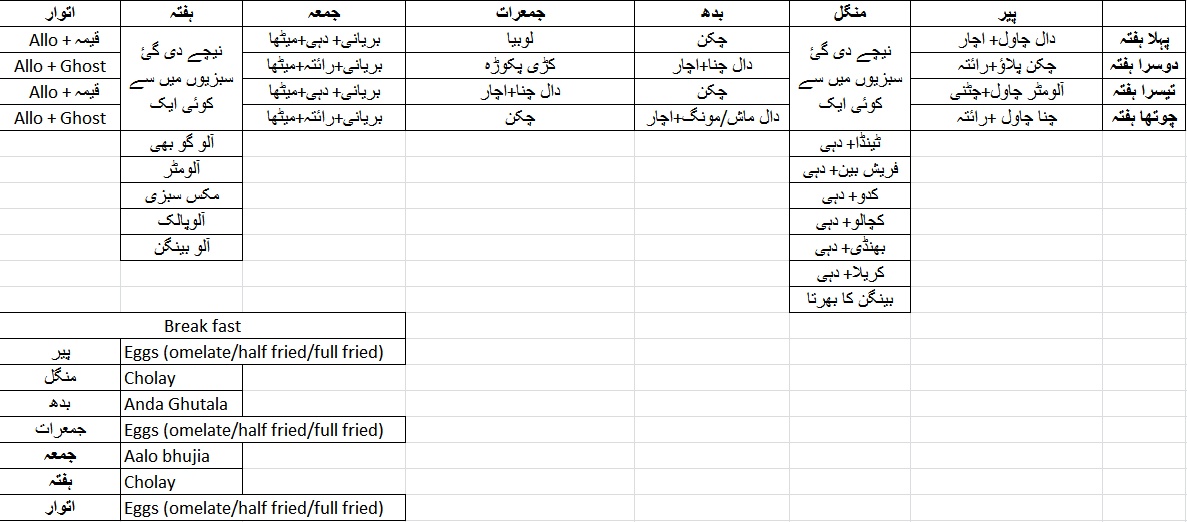 پیر منگل بدھ جمعرات جمعہ ہفتہ اتوار
پہلا ہفتہ دال چاول+ اچار نیچے دی گئ چکن لوبیا بریانی+ دہی+میٹھا نیچے دی گئ Allo + قیمہ
دوسرا ہفتہ چکن پلاؤ+رائتہ سبزیوں میں سے دال چنا+اچار کڑی پکوڑہ بریانی+رائتہ+میٹھا سبزیوں میں سے Allo + Ghost
تیسرا ہفتہ آلومٹر چاول+چٹنی کوئی ایک چکن دال چنا+اچار بریانی+ دہی+میٹھا کوئی ایک Allo + قیمہ
چوتھا ہفتہ چنا چاول +رائتہ دال ماش/مونگ+اچار چکن بریانی+رائتہ+میٹھا Allo + Ghost
ٹینڈا+ دہی آلو گو بھی
فریش بین+ دہی آلومٹر
کدو+ دہی مکس سبزی
کچالو+ دہی آلوپالک
بھنڈی+ دہی آلو بینگن
کریلا+ دہی
بینگن کا بھرتا
Break fast
پیر Eggs (omelate/half fried/full fried)
منگل Cholay
بدھ Anda Ghutala
جمعرات Eggs (omelate/half fried/full fried)
جمعہ Aalo bhujia
ہفتہ Cholay
اتوار Eggs (omelate/half fried/full fried)